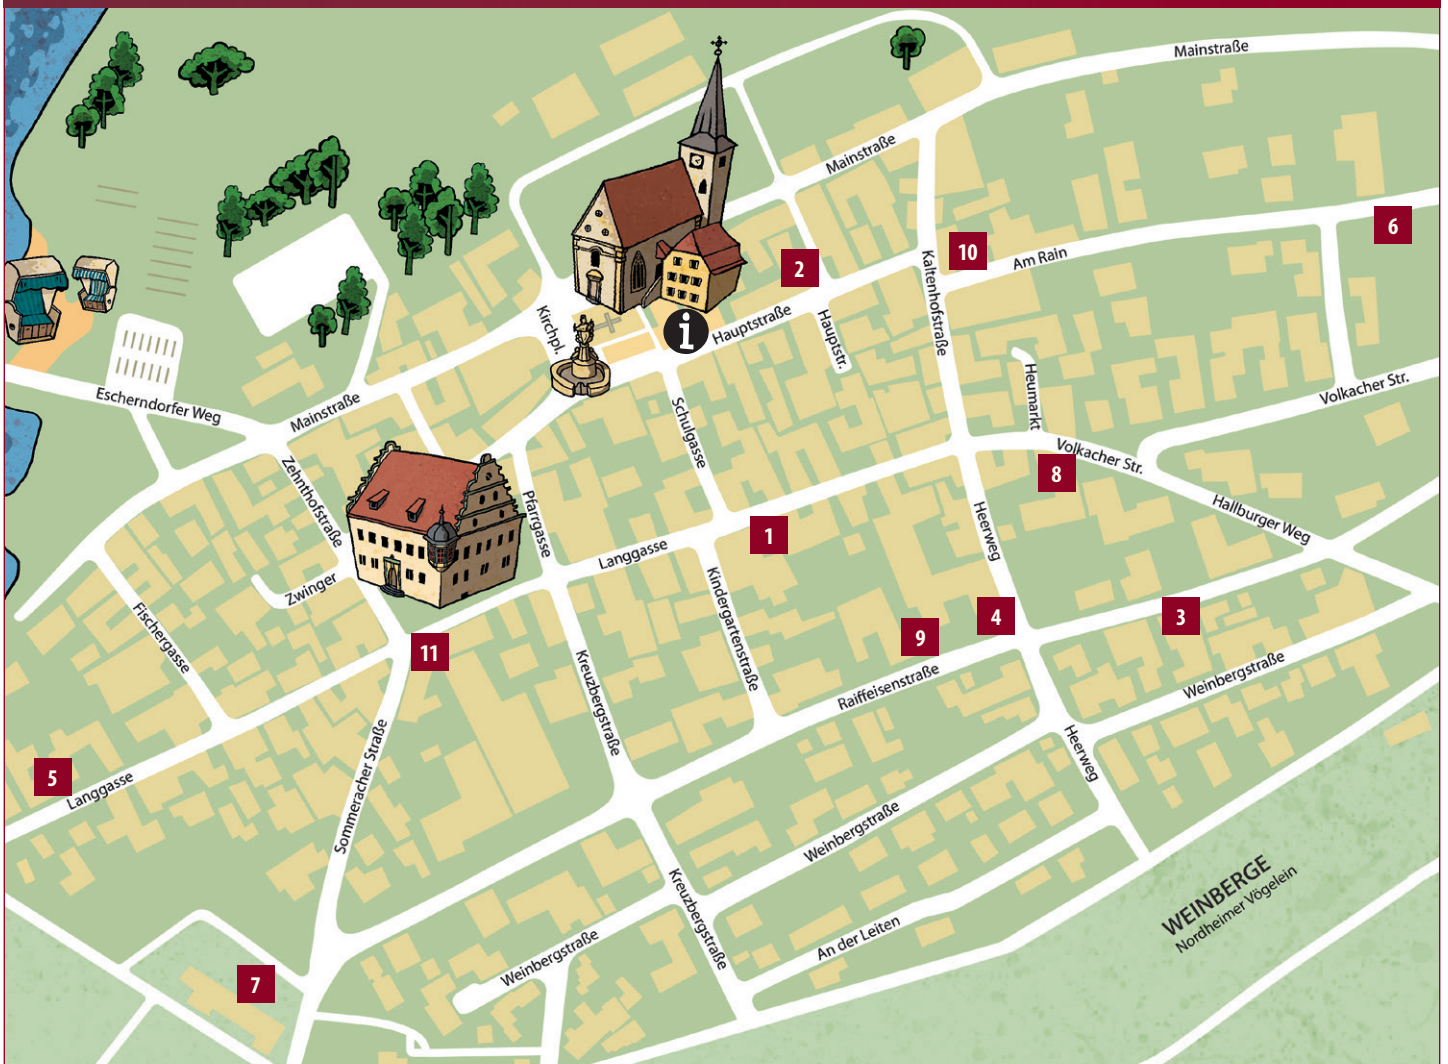 Mainstraße
Mainstraße
6
10
Am Rain
2
Kaltenhofstraße
Kirchpl.
i
Hauptstraße
Hauptstr.
Heumarkt
Volkacher Str.
Escherndorfer Weg
Mainstraße
Schulgasse
Volkacher Str.
8
Zehnthofstraße
Pfarrgasse
Hallburger Weg
1
Heerweg
Langgasse
Zwinger
Kindergartenstraße
Fischergasse
4
3
9
11
Raiffeisenstraße
Weinbergstraße
Kreuzbergstraße
Sommeracher Straße
Heerweg
5
Langgasse
Weinbergstraße
WEINBERGE
Nordheimer Vögelein
Kreuzbergstraße
An der Leiten
Weinbergstraße
7